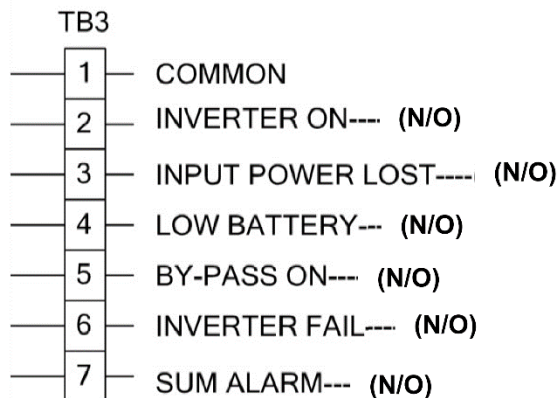 TB3
1 COMMON
2 INVERTER ON---- (N/O)
3 INPUT POWER LOST----- (N/O)
4 LOW BATTERY--- (N/O)
5 BY-PASS ON---- (N/O)
6 INVERTER FAIL---- (N/O)
7 SUM ALARM--- (N/O)